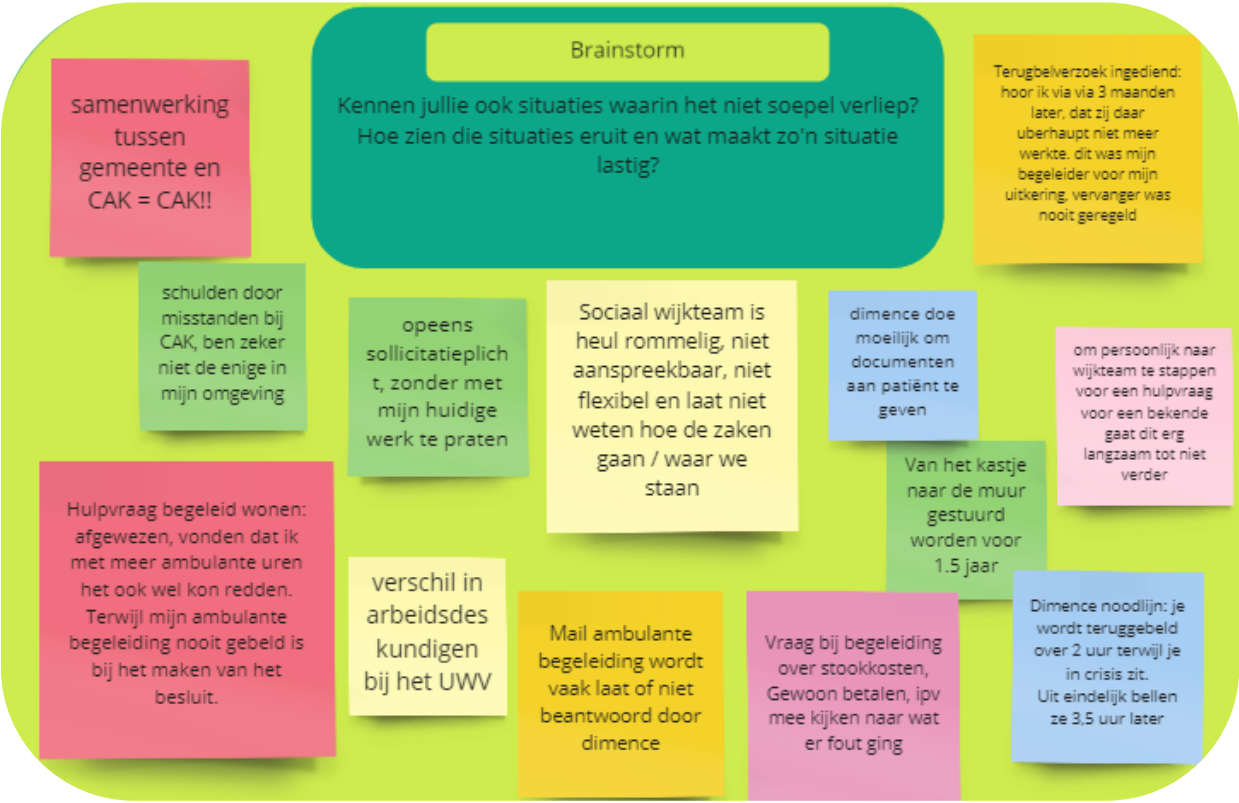 Brainstorm
Kennen jullie ook situaties waarin het niet soepel verliep?
Hoe zien die situaties eruit en wat maakt zo'n situatie
lastig?
samenwerking
tussen
gemeente en
CAK = CAK!!
Terugbelverzoek ingediend:
hoor ik via via 3 maanden
later, dat zij daar
uberhaupt niet meer
werkte. dit was mijn
begeleider voor mijn
uitkering, vervanger was
nooit geregeld
schulden door
misstanden bij
CAK, ben zeker
niet de enige in
mijn omgeving
opeens
sollicitatieplich
t, zonder met
mijn huidige
werk te praten
Sociaal wijkteam is
heul rommelig, niet
aanspreekbaar, niet
flexibel en laat niet
weten hoe de zaken
gaan / waar we
staan
dimence doe
moeilijk om
documenten
aan patiënt te
geven
om persoonlijk naar
wijkteam te stappen
voor een hulpvraag
voor een bekende
gaat dit erg
langzaam tot niet
verder
Van het kastje
naar de muur
gestuurd
worden voor
1.5 jaar
Hulpvraag begeleid wonen:
afgewezen, vonden dat ik
met meer ambulante uren
het ook wel kon redden.
Terwijl mijn ambulante
begeleiding nooit gebeld is
bij het maken van het
besluit.
verschil in
arbeidsdes
kundigen
bij het UWV
Mail ambulante
begeleiding wordt
vaak laat of niet
beantwoord door
dimence
Vraag bij begeleiding
over stookkosten,
Gewoon betalen, ipv
mee kijken naar wat
er fout ging
Dimence noodlijn: je
wordt teruggebeld
over 2 uur terwijl je
in crisis zit.
Uit eindelijk bellen
ze 3,5 uur later